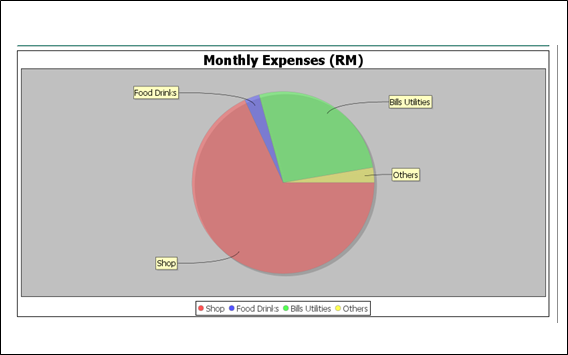 Monthly Expenses (RM)
Food Drinks
Bills Utilities
Others
Shop
Shop Food Drinks Bills Utilities Others